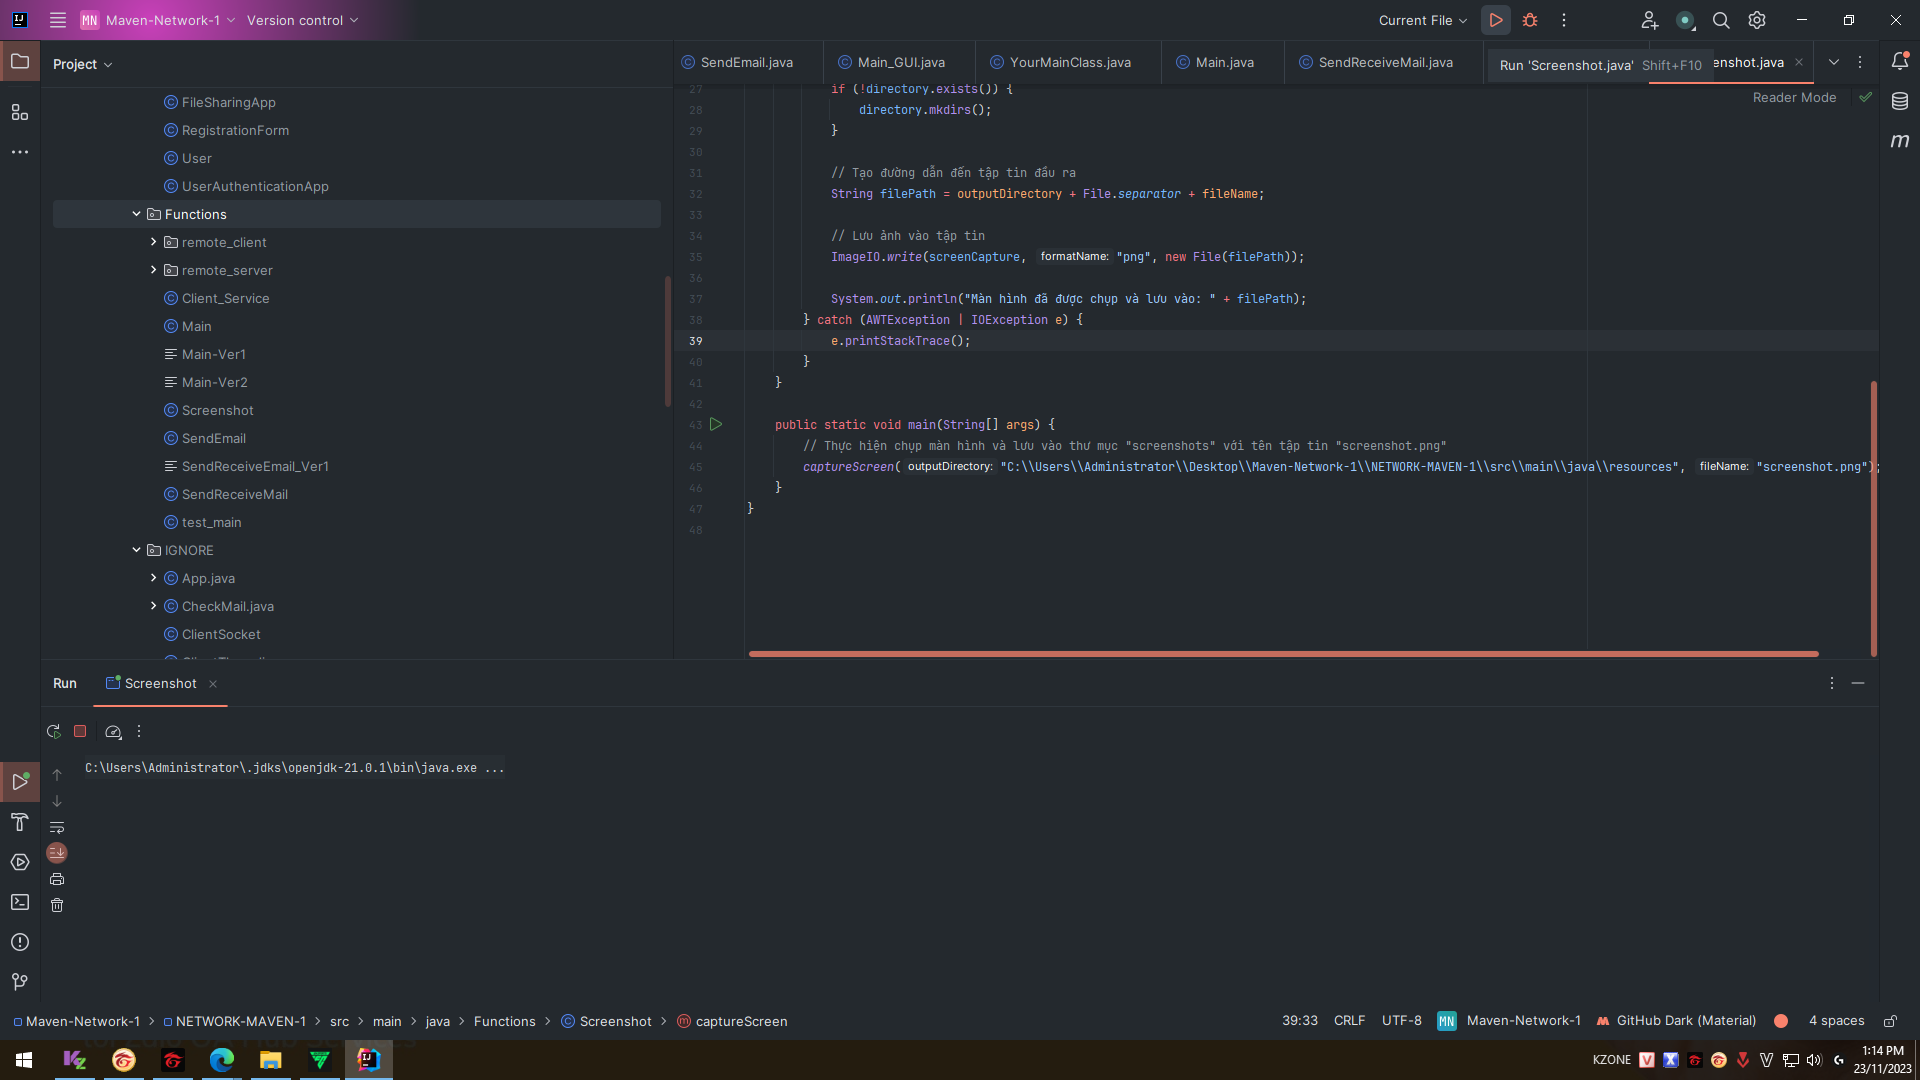 MN Maven-Network-1 Version control
Current File
Project
SendEmail.java Main_GUI.java YourMainClass.java Main.java SendReceiveMail.java enshot.java
Run 'Screenshot.java' Shift+F10
Reader Mode
FileSharingApp
RegistrationForm
User
UserAuthenticationApp
Functions
remote_client
remote_server
Client_Service
Main
Main-Ver1
Main-Ver2
Screenshot
SendEmail
SendReceiveEmail_Ver1
SendReceiveMail
test_main
IGNORE
App.java
CheckMail.java
ClientSocket
27 if (!directory.exists()) {
28 directory.mkdirs();
29 }
30
31 // Tạo đường dẫn đến tập tin đầu ra
32 String filePath = outputDirectory + File.separator + fileName;
33
34 // Lưu ảnh vào tập tin
35 ImageIO.write(screenCapture, formatName: "png", new File(filePath));
36
37 System.out.println("Màn hình đã được chụp và lưu vào: " + filePath);
38 } catch (AWTException | IOException e) {
39 e.printStackTrace();
40 }
41 }
42
43 public static void main(String[] args) {
44 // Thực hiện chụp màn hình và lưu vào thư mục "screenshots" với tên tập tin "screenshot.png"
45 captureScreen( outputDirectory: "C:\\Users\\Administrator\\Desktop\\Maven-Network-1\\NETWORK-MAVEN-1\\src\\main\\java\\resources", fileName: "screenshot.png");
46 }
47 }
48
Run Screenshot
C:\Users\Administrator\.jdks\openjdk-21.0.1\bin\java.exe ...
Maven-Network-1 > NETWORK-MAVEN-1 > src > main > java > Functions > Screenshot > captureScreen
39:33 CRLF UTF-8 MN Maven-Network-1 GitHub Dark (Material) 4 spaces
KZONE
1:14 PM
23/11/2023